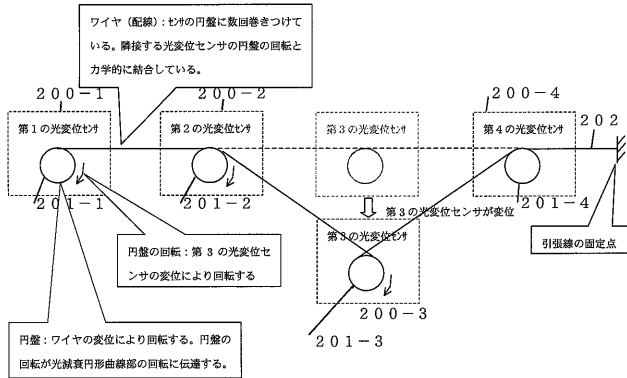 ワイヤ（配線）：センサの円盤に数回巻きつけ
ている。隣接する光変位センサの円盤の回転と
力学的に結合している。
200-1
200-2
200-4
第1の光変位センサ
第2の光変位センサ
第3の光変位センサ
第4の光変位センサ
202
201-1
201-2
201-4
第3の光変位センサが変位
第3の光変位センサ
引張線の固定点
円盤の回転：第3の光変位セ
ンサの変位により回転する
200-3
201-3
円盤：ワイヤの変位により回転する。円盤の
回転が光減衰円形曲線部の回転に伝達する。